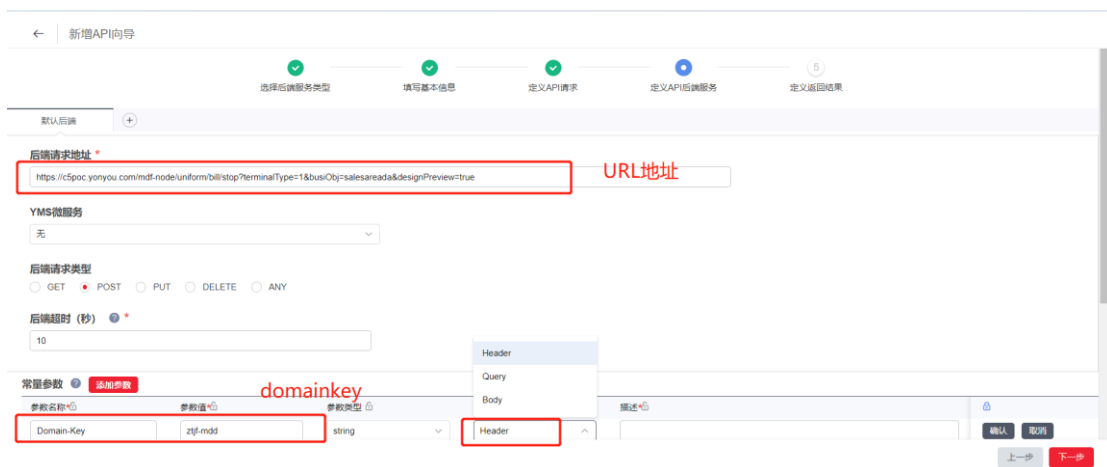 ← 新增API向导
选择后端服务类型 填写基本信息 定义API请求 定义API后端服务 5 定义返回结果
默认后端
后端请求地址 *
https://c5poc.yonyou.com/mdf-node/uniform/bill/stop?terminalType=1&busiObj=salesareada&designPreview=true
URL地址
YMS微服务
无
后端请求类型
GET POST PUT DELETE ANY
后端超时（秒） ? *
10
Header
Query
Body
常量参数 ? 添加参数
domainkey
参数名称* 参数值* 参数类型 描述*
Domain-Key ztjf-mdd string Header 确认 取消
上一步 下一步